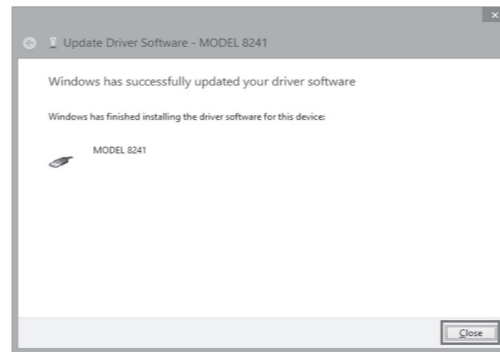 Update Driver Software - MODEL 8241
Windows has successfully updated your driver software
Windows has finished installing the driver software for this device:
MODEL 8241
Close